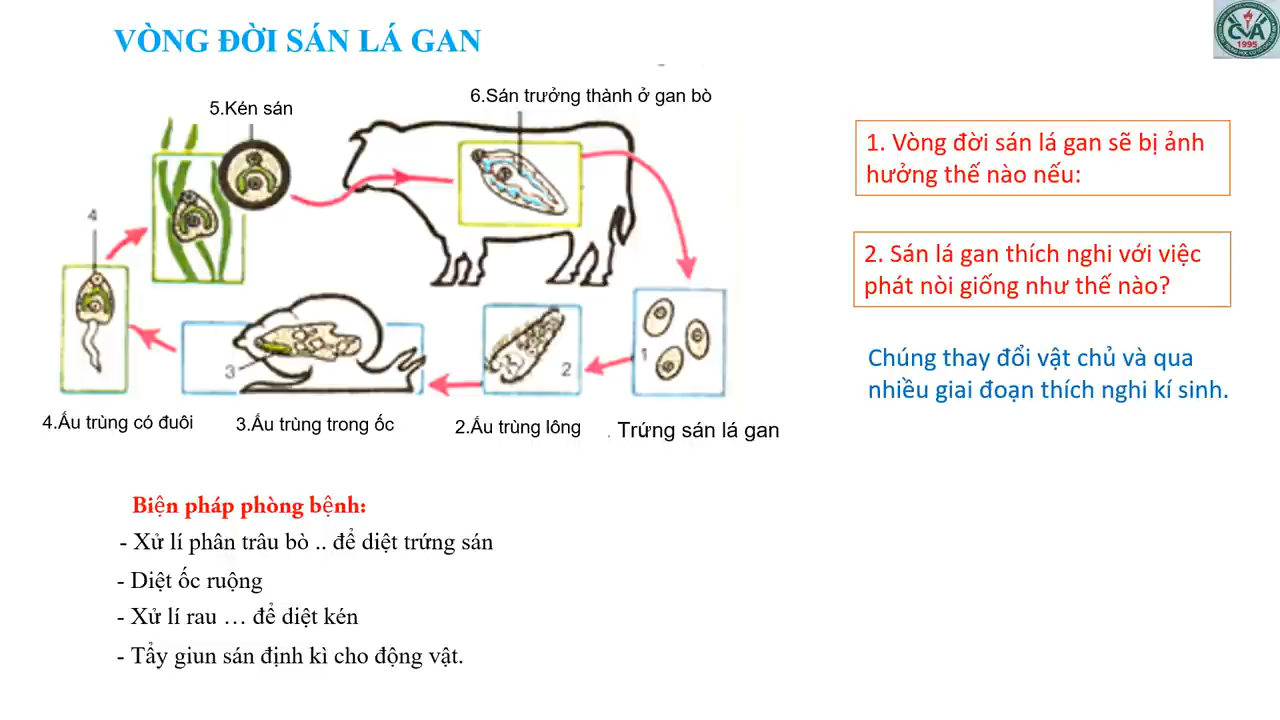 VÒNG ĐỜI SÁN LÁ GAN
CVA
1995
5.Kén sán
6.Sán trưởng thành ở gan bò
4
3
2
1
4.Ấu trùng có đuôi
3.Ấu trùng trong ốc
2.Ấu trùng lông
. Trứng sán lá gan
1. Vòng đời sán lá gan sẽ bị ảnh
hưởng thế nào nếu:
2. Sán lá gan thích nghi với việc
phát nòi giống như thế nào?
Chúng thay đổi vật chủ và qua
nhiều giai đoạn thích nghi kí sinh.
Biện pháp phòng bệnh:
- Xử lí phân trâu bò .. để diệt trứng sán
- Diệt ốc ruộng
- Xử lí rau … để diệt kén
- Tẩy giun sán định kì cho động vật.